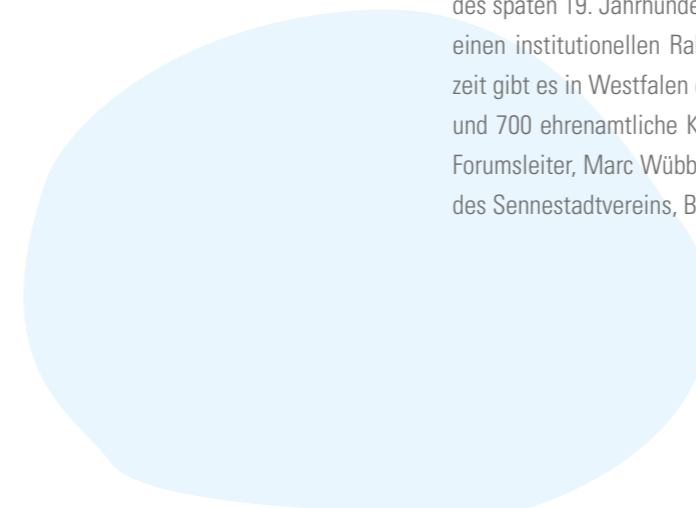 des späten 19. Jahrhunde
einen institutionellen Ra
zeit gibt es in Westfalen
und 700 ehrenamtliche K
Forumsleiter, Marc Wübb
des Sennestadtvereins, B